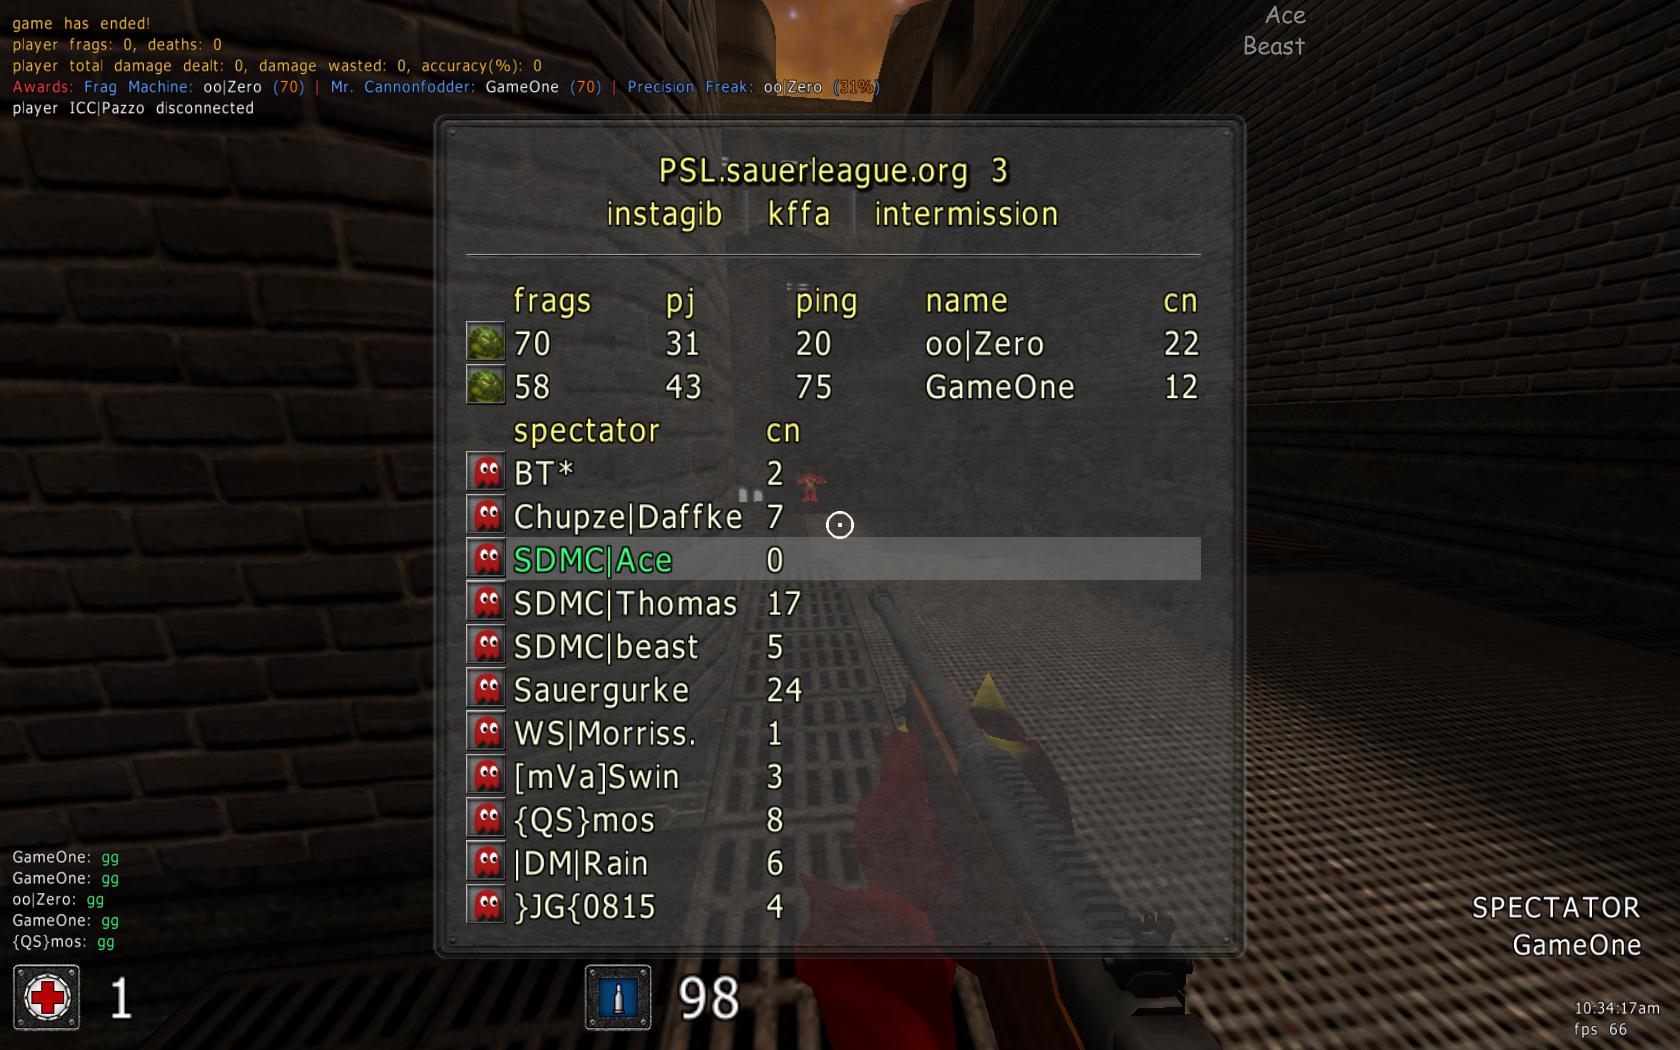 game has ended!
player frags: 0, deaths: 0
player total damage dealt: 0, damage wasted: 0, accuracy(%): 0
Awards: Frag Machine: oo|Zero (70) | Mr. Cannonfodder: GameOne (70) | Precision Freak: oo|Zero (31%)
player ICC|Pazzo disconnected
Ace
Beast
PSL.sauerleague.org 3
instagib kffa intermission
frags pj ping name cn
70 31 20 oo|Zero 22
58 43 75 GameOne 12
spectator cn
BT* 2
Chupze|Daffke 7
SDMC|Ace 0
SDMC|Thomas 17
SDMC|beast 5
Sauergurke 24
WS|Morriss. 1
[mVa]Swin 3
{QS}mos 8
|DM|Rain 6
}JG{0815 4
GameOne: gg
GameOne: gg
oo|Zero: gg
GameOne: gg
{QS}mos: gg
1
98
SPECTATOR
GameOne
10:34:17am
fps 66